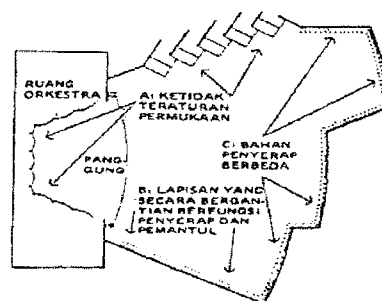 RUANG
ORKESTRA
A: KETIDAK
TERATURAN
PERMUKAAN
PANG
GUNG
C: BAHAN
PENYERAP
BERBEDA
B: LAPISAN YANG
SECARA BERGAN-
TIAN BERFUNGSI
PENYERAP DAN
PEMANTUL